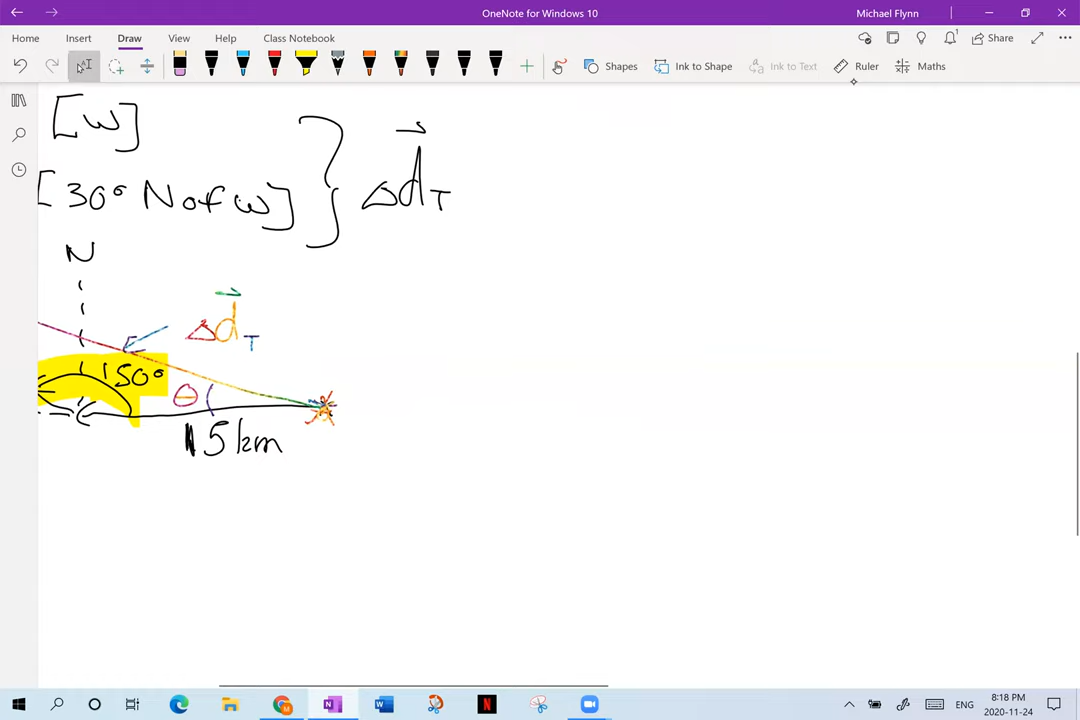 OneNote for Windows 10
Michael Flynn
Home Insert Draw View Help Class Notebook
Share
Shapes Ink to Shape Ink to Text Ruler Maths
[W]
[30° N of W] } Δd⃗T
N
Δd⃗T
150°
θ
15 km
ENG
8:18 PM
2020-11-24